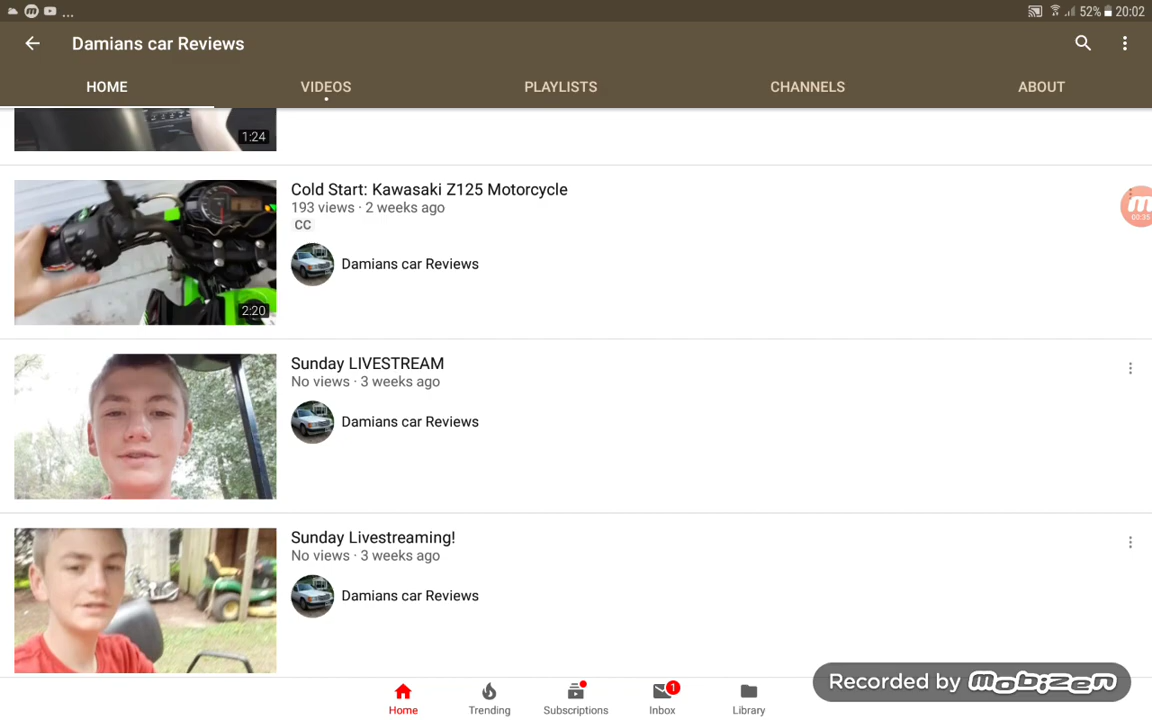 ... 52% 20:02
Damians car Reviews
HOME VIDEOS PLAYLISTS CHANNELS ABOUT
1:24
Cold Start: Kawasaki Z125 Motorcycle
193 views · 2 weeks ago
CC
Damians car Reviews
2:20
00:35
Sunday LIVESTREAM
No views · 3 weeks ago
Damians car Reviews
Sunday Livestreaming!
No views · 3 weeks ago
Damians car Reviews
Recorded by mobizen
1
Home Trending Subscriptions Inbox Library